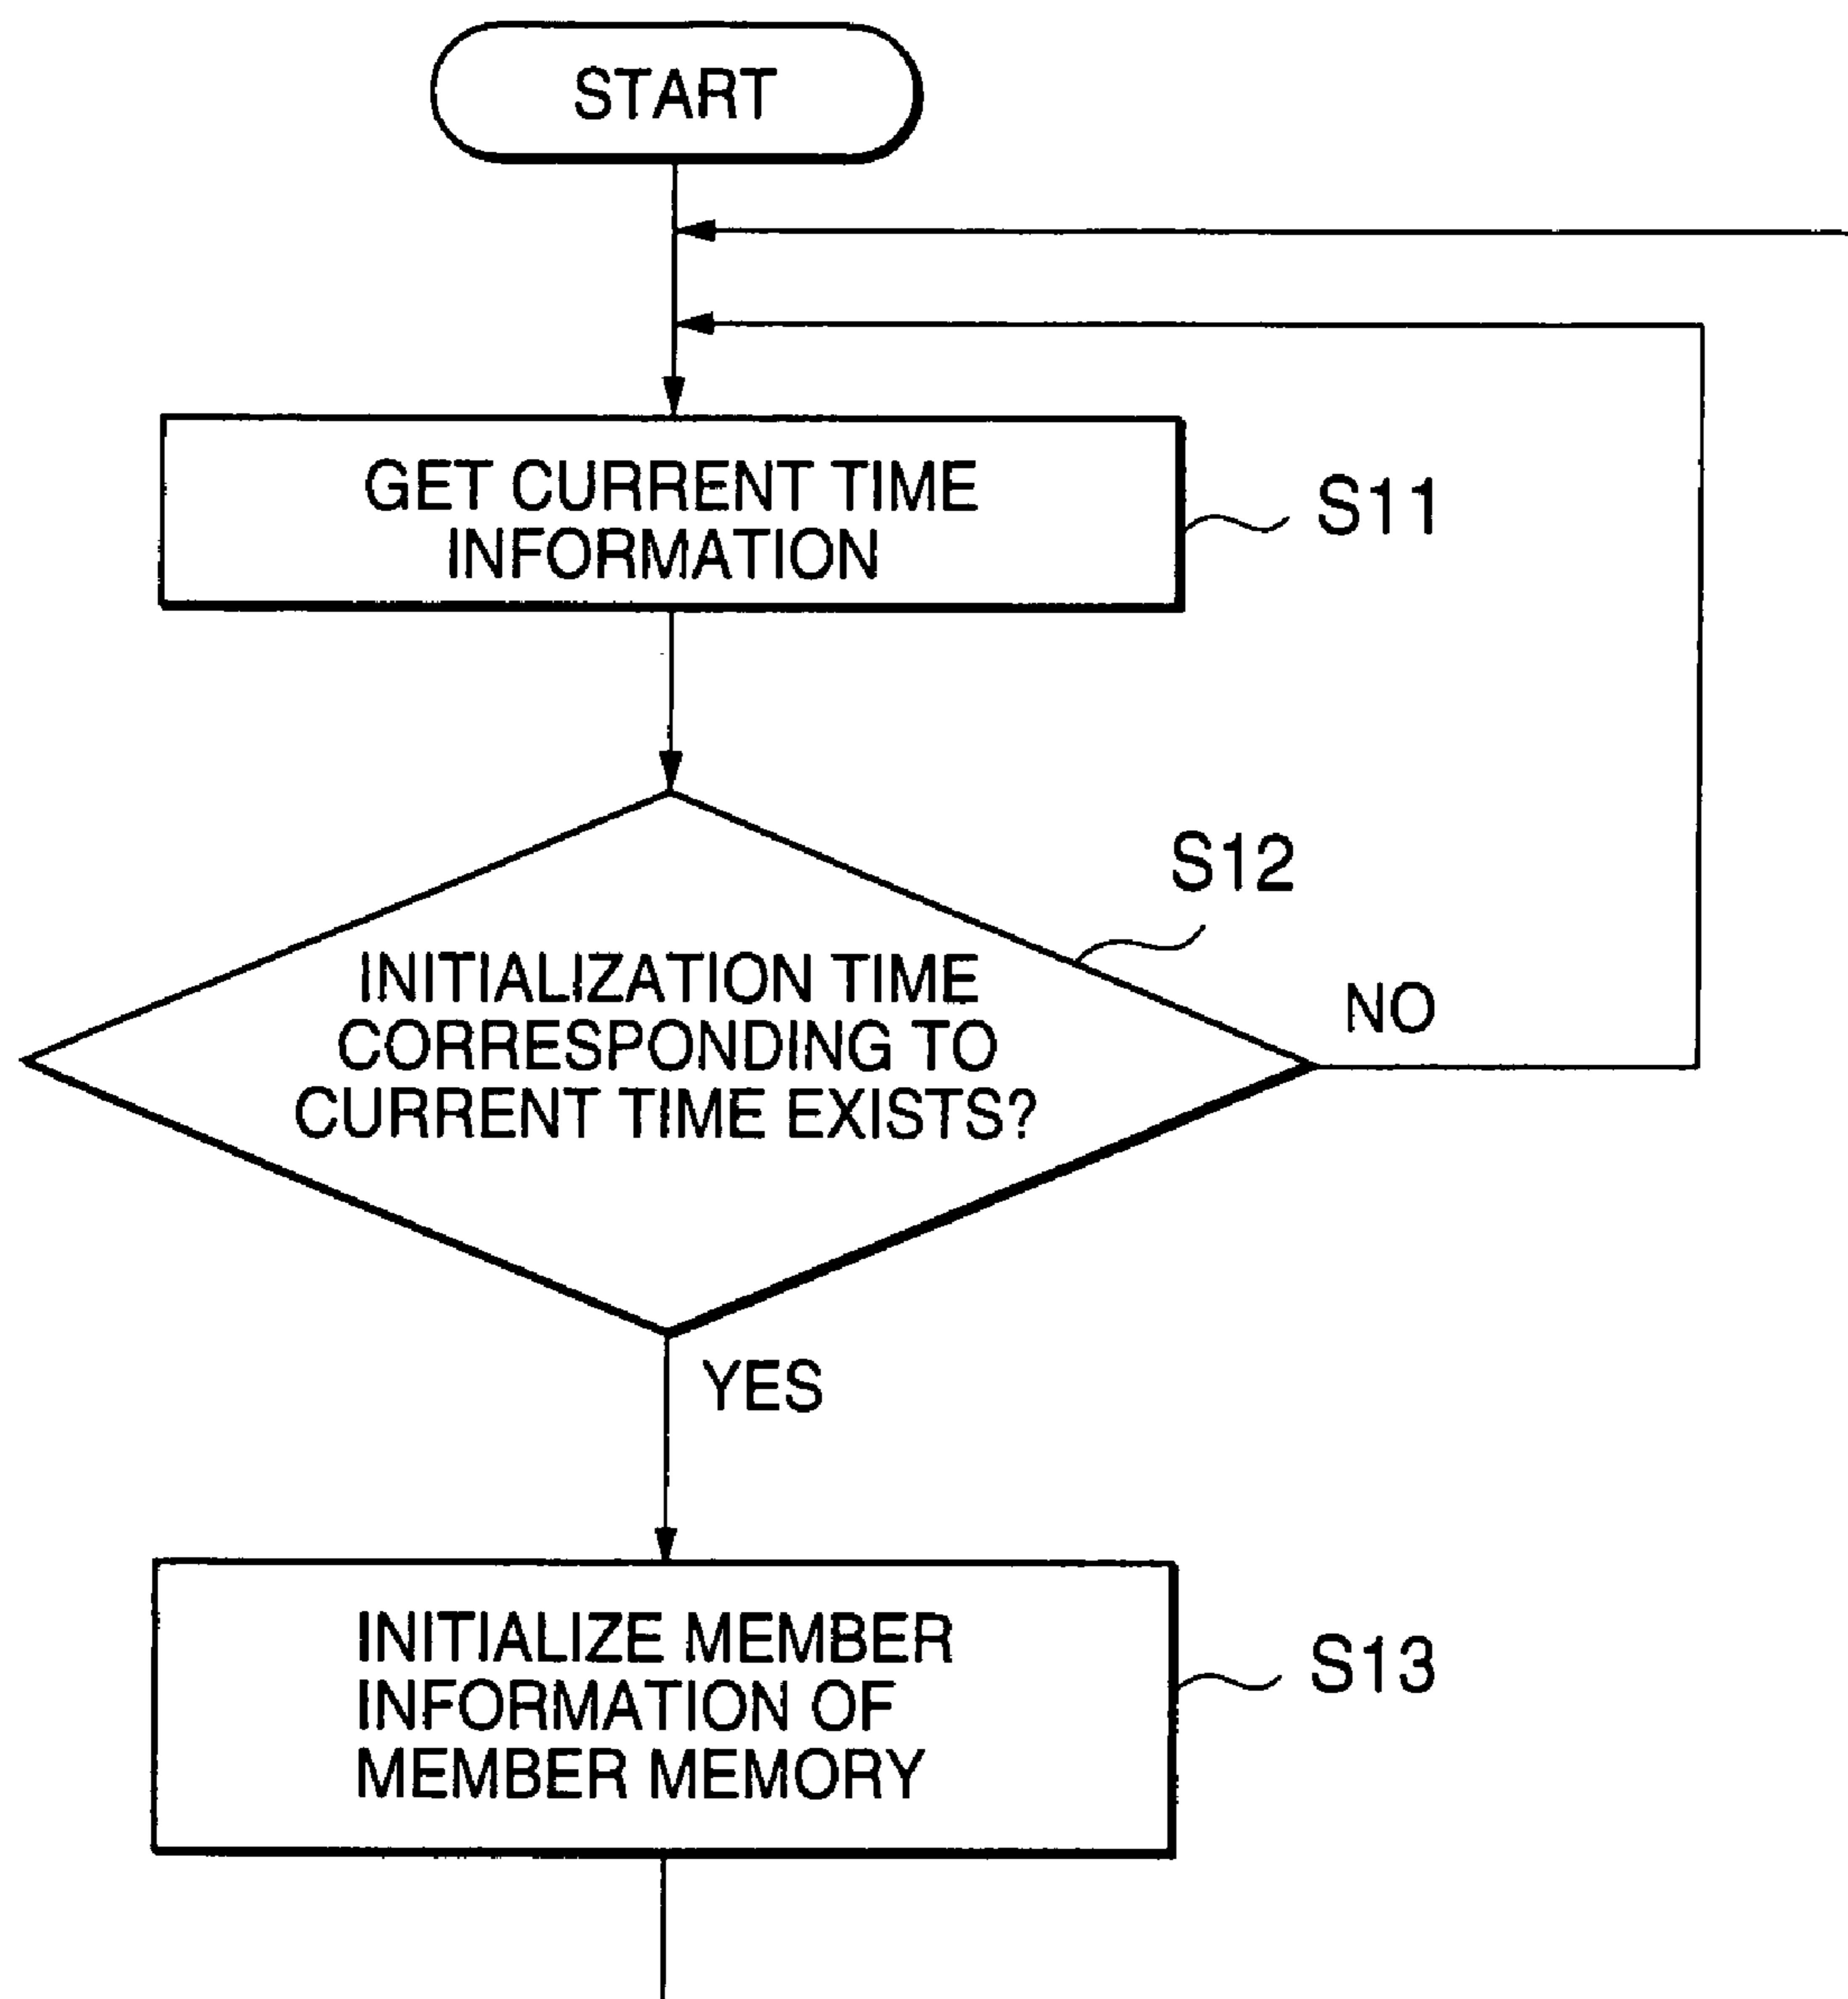 START
GET CURRENT TIME
INFORMATION
S11
S12
INITIALIZATION TIME
CORRESPONDING TO
CURRENT TIME EXISTS?
NO
YES
INITIALIZE MEMBER
INFORMATION OF
MEMBER MEMORY
S13